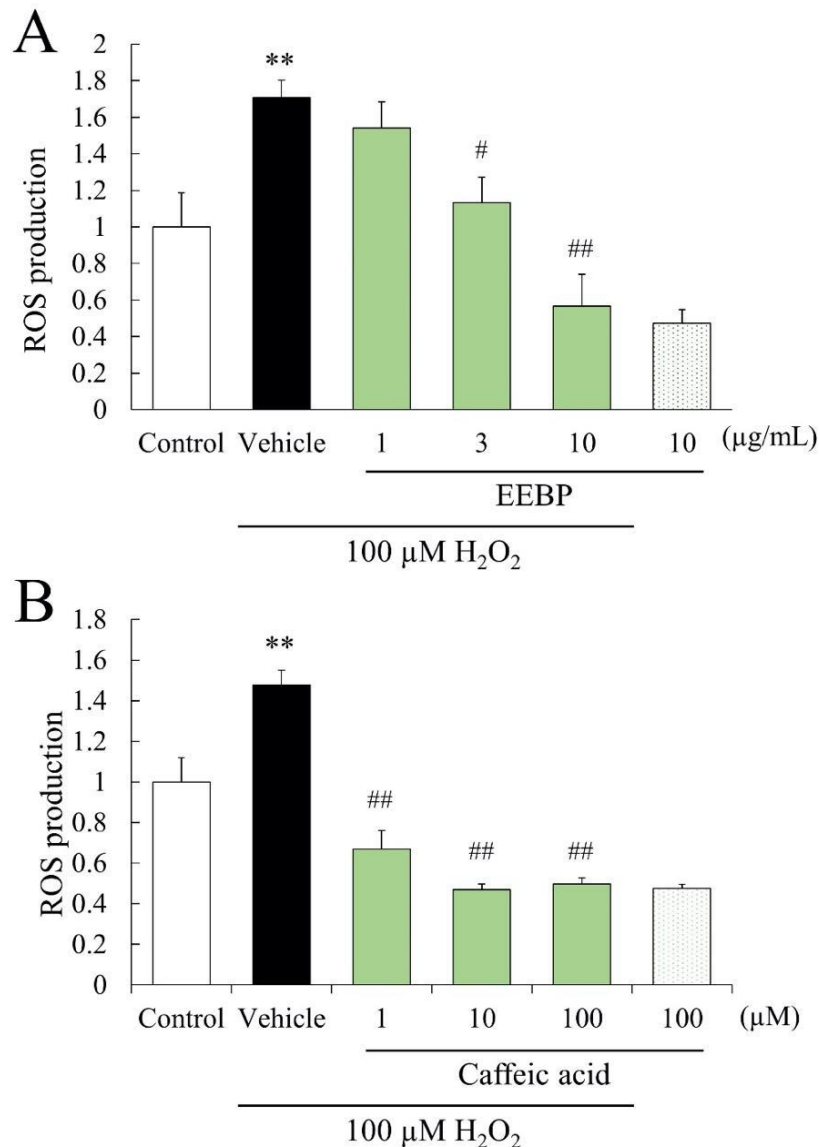 A
ROS production
2
1.8
1.6
1.4
1.2
1
0.8
0.6
0.4
0.2
0
**
#
##
Control Vehicle 1 3 10 10 (µg/mL)
EEBP
100 µM H₂O₂
B
ROS production
1.8
1.6
1.4
1.2
1
0.8
0.6
0.4
0.2
0
**
##
## ##
Control Vehicle 1 10 100 100 (µM)
Caffeic acid
100 µM H₂O₂